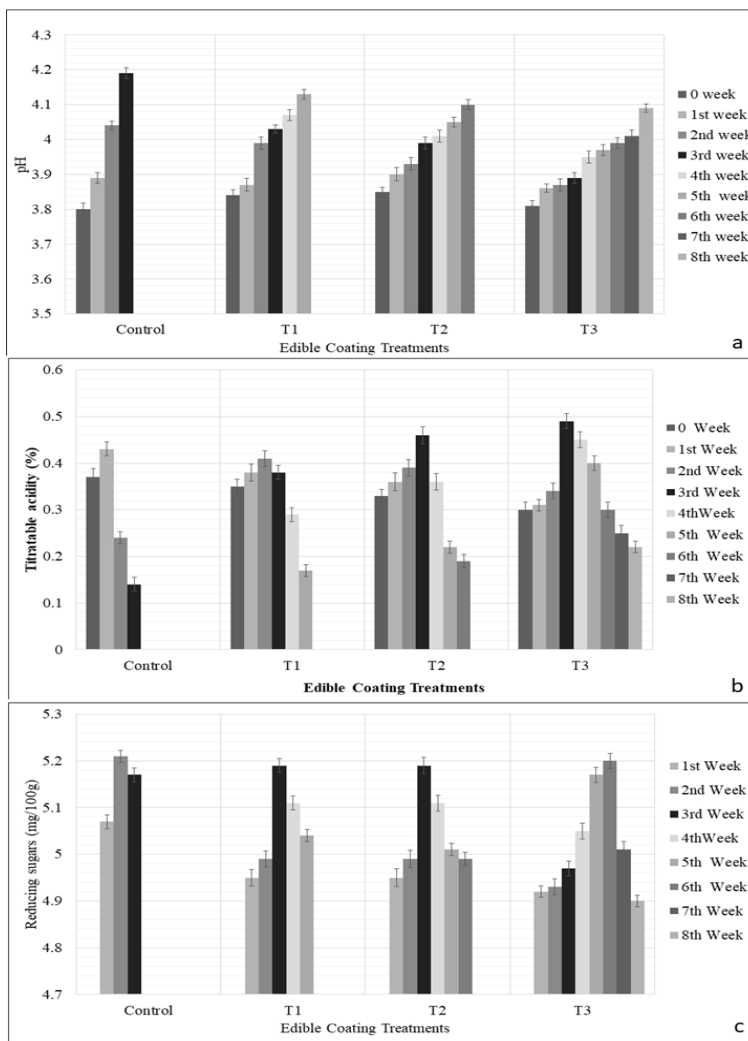 4.3
4.2
4.1
4
3.9
3.8
3.7
3.6
3.5
pH
Control
T1
T2
T3
Edible Coating Treatments
0 week
1st week
2nd week
3rd week
4th week
5th week
6th week
7th week
8th week
a
0.6
0.5
0.4
0.3
0.2
0.1
0
Titratable acidity (%)
Control
T1
T2
T3
Edible Coating Treatments
0 Week
1st Week
2nd Week
3rd Week
4thWeek
5th Week
6th Week
7th Week
8th Week
b
5.3
5.2
5.1
5
4.9
4.8
4.7
Reducing sugars (mg/100g)
Control
T1
T2
T3
Edible Coating Treatments
1st Week
2nd Week
3rd Week
4thWeek
5th Week
6th Week
7th Week
8th Week
c